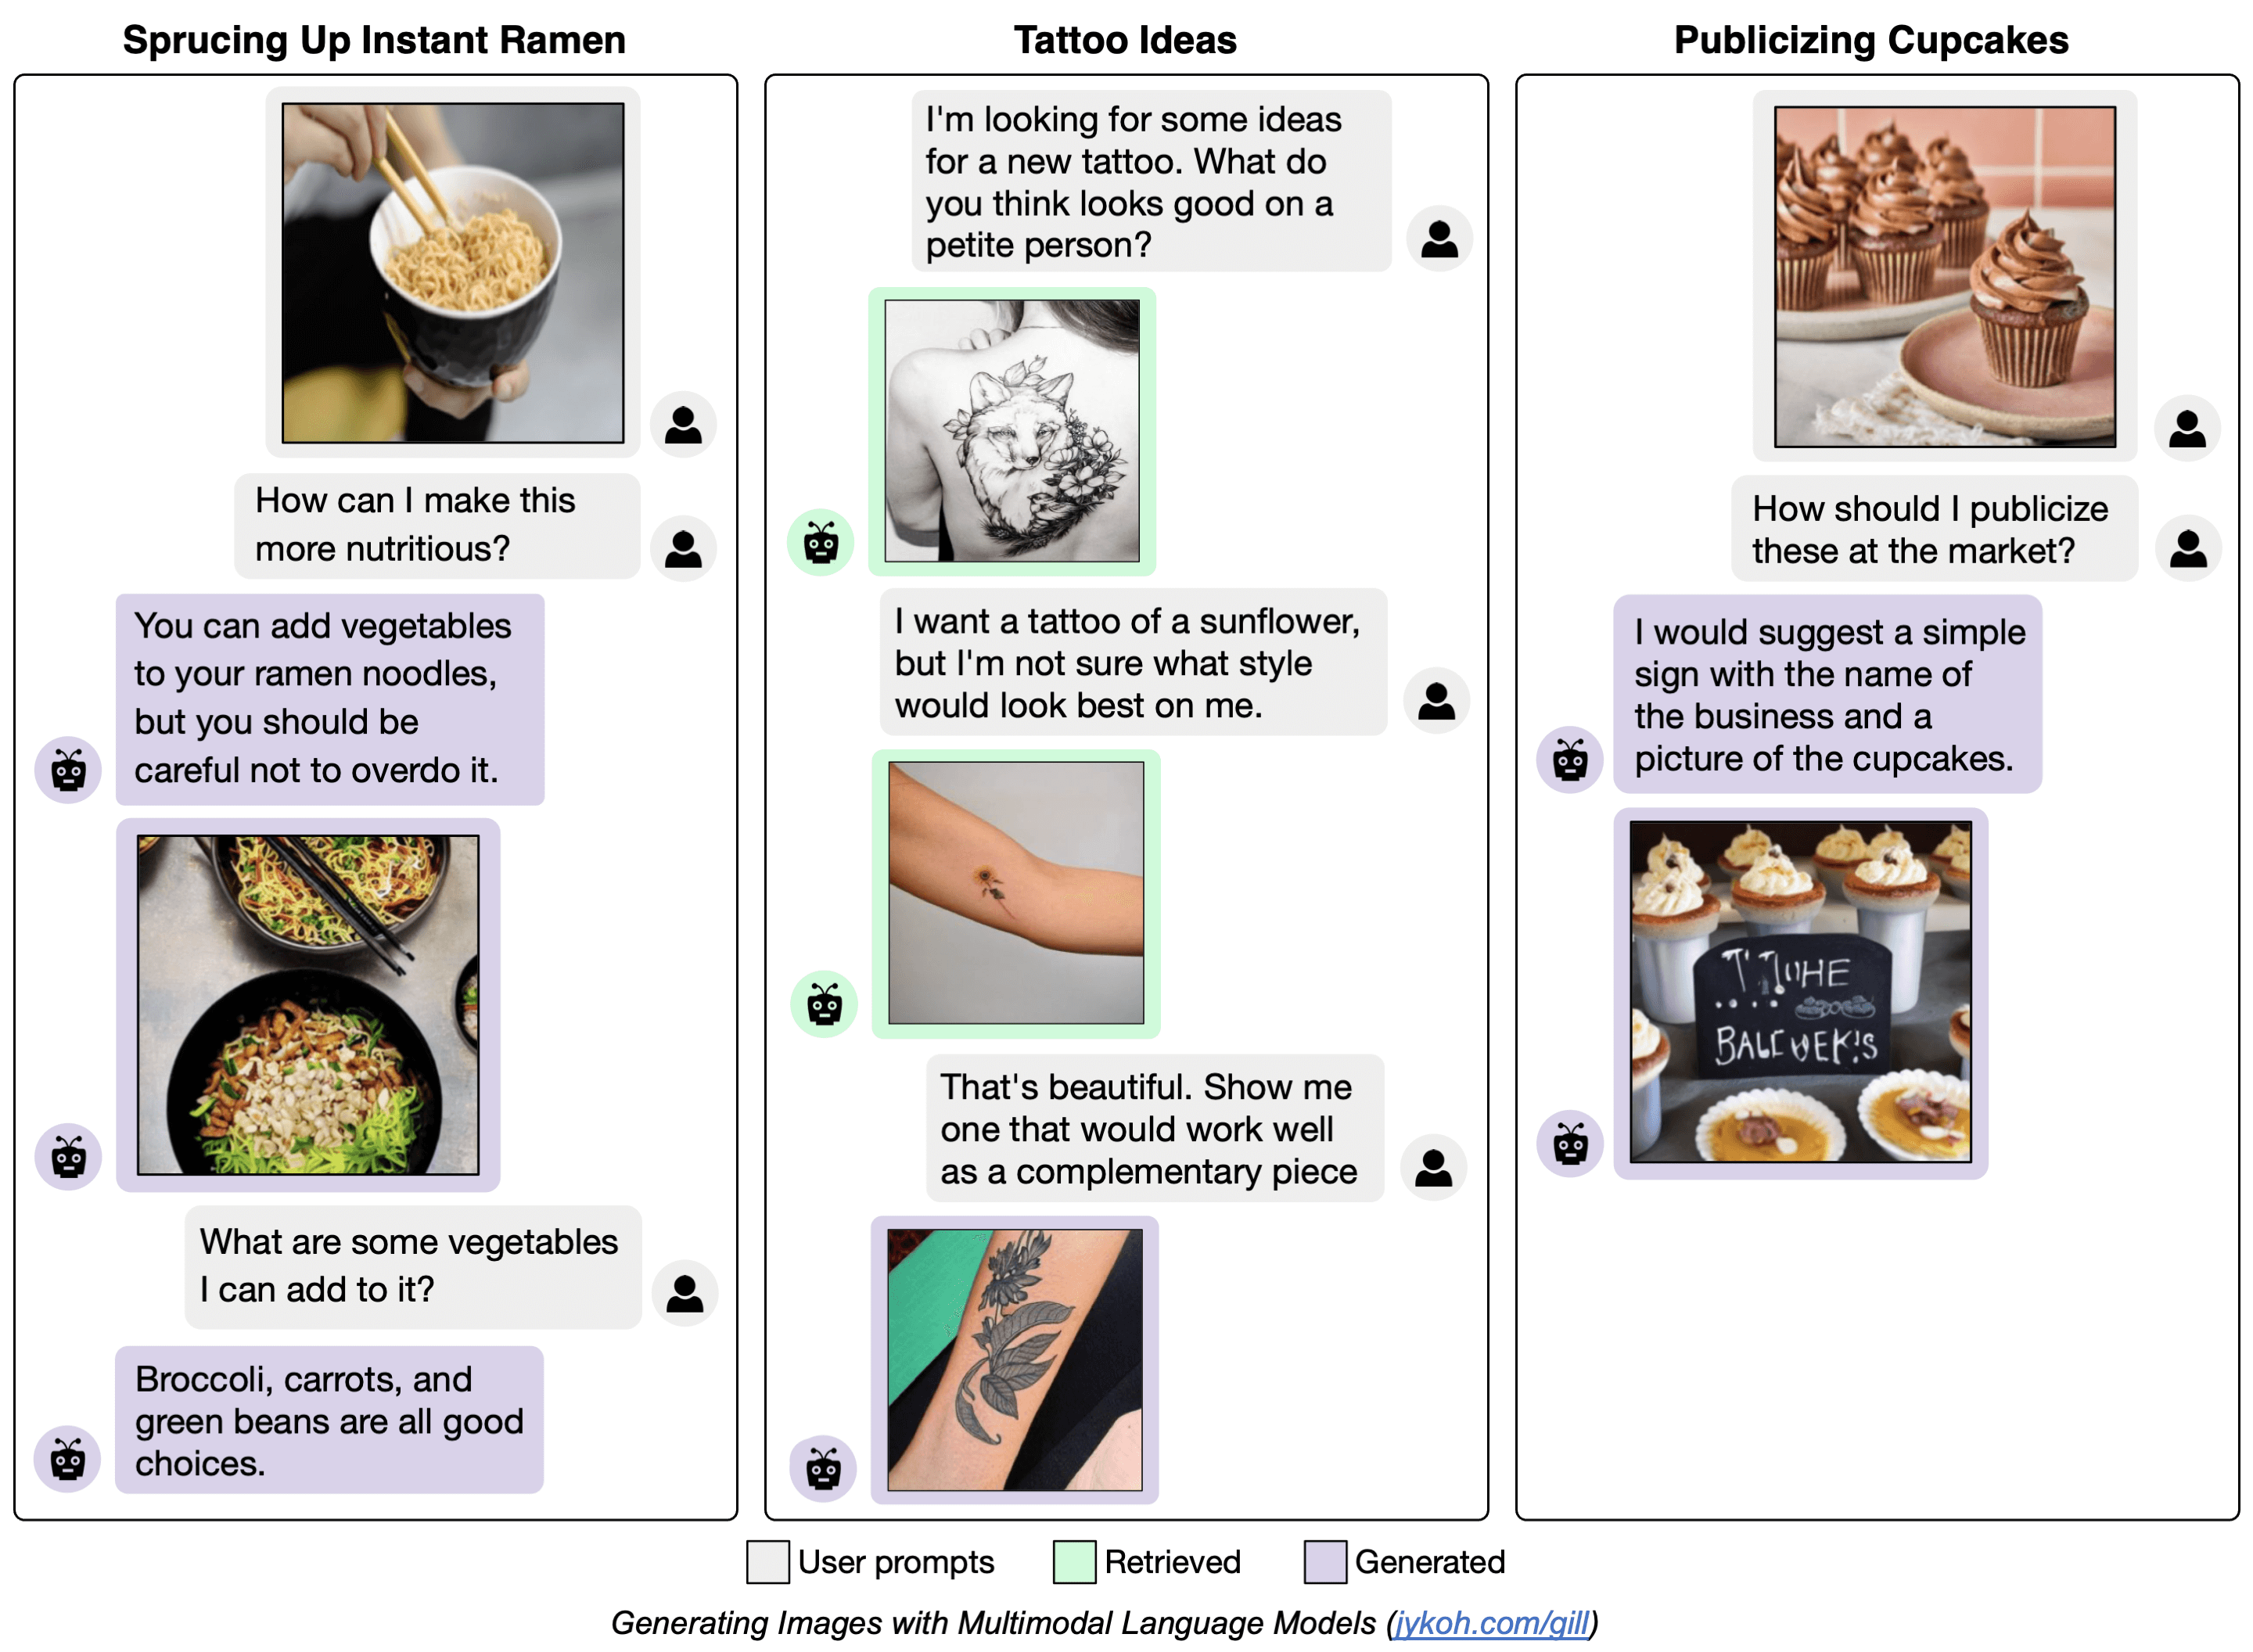 Sprucing Up Instant Ramen
How can I make this
more nutritious?
You can add vegetables
to your ramen noodles,
but you should be
careful not to overdo it.
What are some vegetables
I can add to it?
Broccoli, carrots, and
green beans are all good
choices.
Tattoo Ideas
I'm looking for some ideas
for a new tattoo. What do
you think looks good on a
petite person?
I want a tattoo of a sunflower,
but I'm not sure what style
would look best on me.
That's beautiful. Show me
one that would work well
as a complementary piece
Publicizing Cupcakes
How should I publicize
these at the market?
I would suggest a simple
sign with the name of
the business and a
picture of the cupcakes.
User prompts
Retrieved
Generated
Generating Images with Multimodal Language Models (jykoh.com/gill)